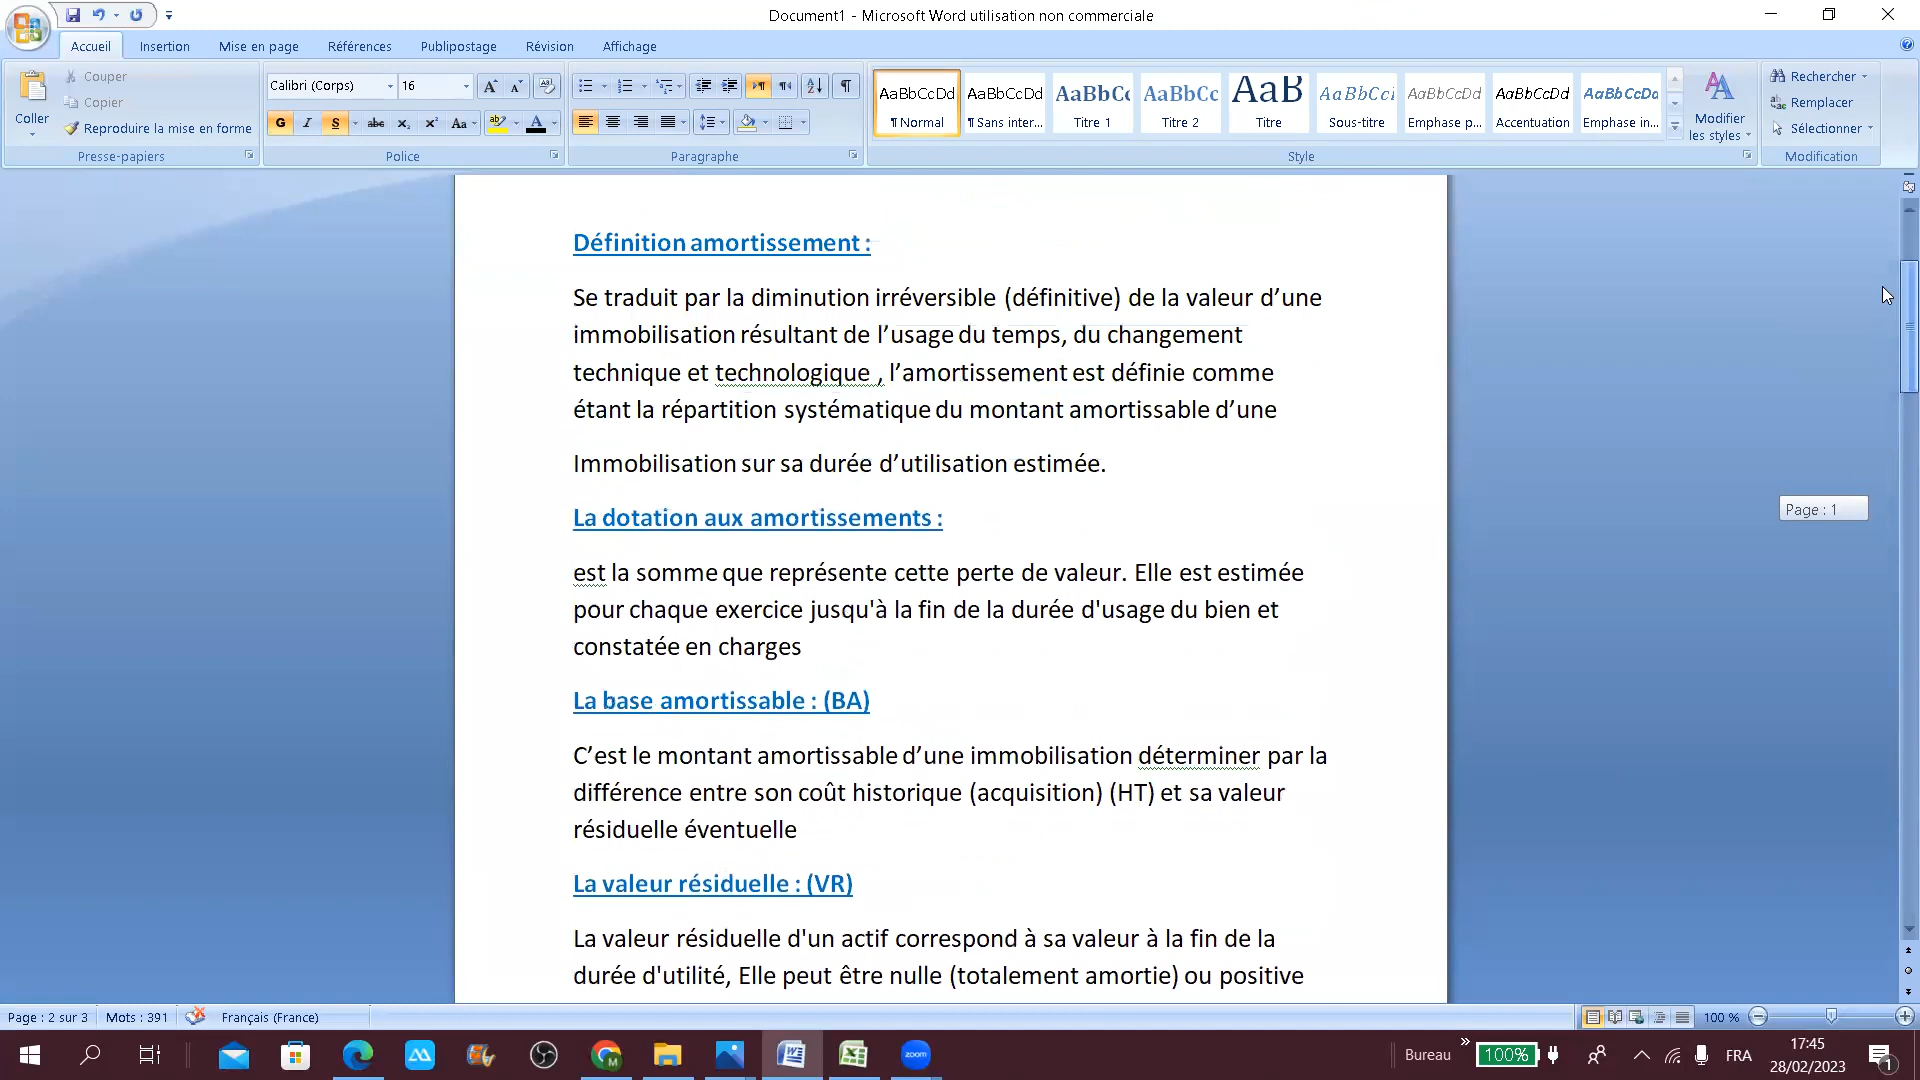 Document1 - Microsoft Word utilisation non commerciale
Accueil Insertion Mise en page Références Publipostage Révision Affichage
Coller
Couper
Copier
Reproduire la mise en forme
Presse-papiers
Calibri (Corps) 16
G I S abc x₂ x² Aa A
Police
Paragraphe
AaBbCcDd AaBbCcDd AaBbCc AaBbCc AaB AaBbCci AaBbCcDd AaBbCcDd AaBbCcDd
¶ Normal ¶ Sans inter... Titre 1 Titre 2 Titre Sous-titre Emphase p... Accentuation Emphase in...
Modifier
les styles
Style
Rechercher
Remplacer
Sélectionner
Modification
Définition amortissement :
Se traduit par la diminution irréversible (définitive) de la valeur d’une
immobilisation résultant de l’usage du temps, du changement
technique et technologique , l’amortissement est définie comme
étant la répartition systématique du montant amortissable d’une
Immobilisation sur sa durée d’utilisation estimée.
La dotation aux amortissements :
est la somme que représente cette perte de valeur. Elle est estimée
pour chaque exercice jusqu'à la fin de la durée d'usage du bien et
constatée en charges
La base amortissable : (BA)
C’est le montant amortissable d’une immobilisation déterminer par la
différence entre son coût historique (acquisition) (HT) et sa valeur
résiduelle éventuelle
La valeur résiduelle : (VR)
La valeur résiduelle d'un actif correspond à sa valeur à la fin de la
durée d'utilité, Elle peut être nulle (totalement amortie) ou positive
Page : 1
Page : 2 sur 3 Mots : 391 Français (France) 100 %
zoom
Bureau
100%
FRA
17:45
28/02/2023
1